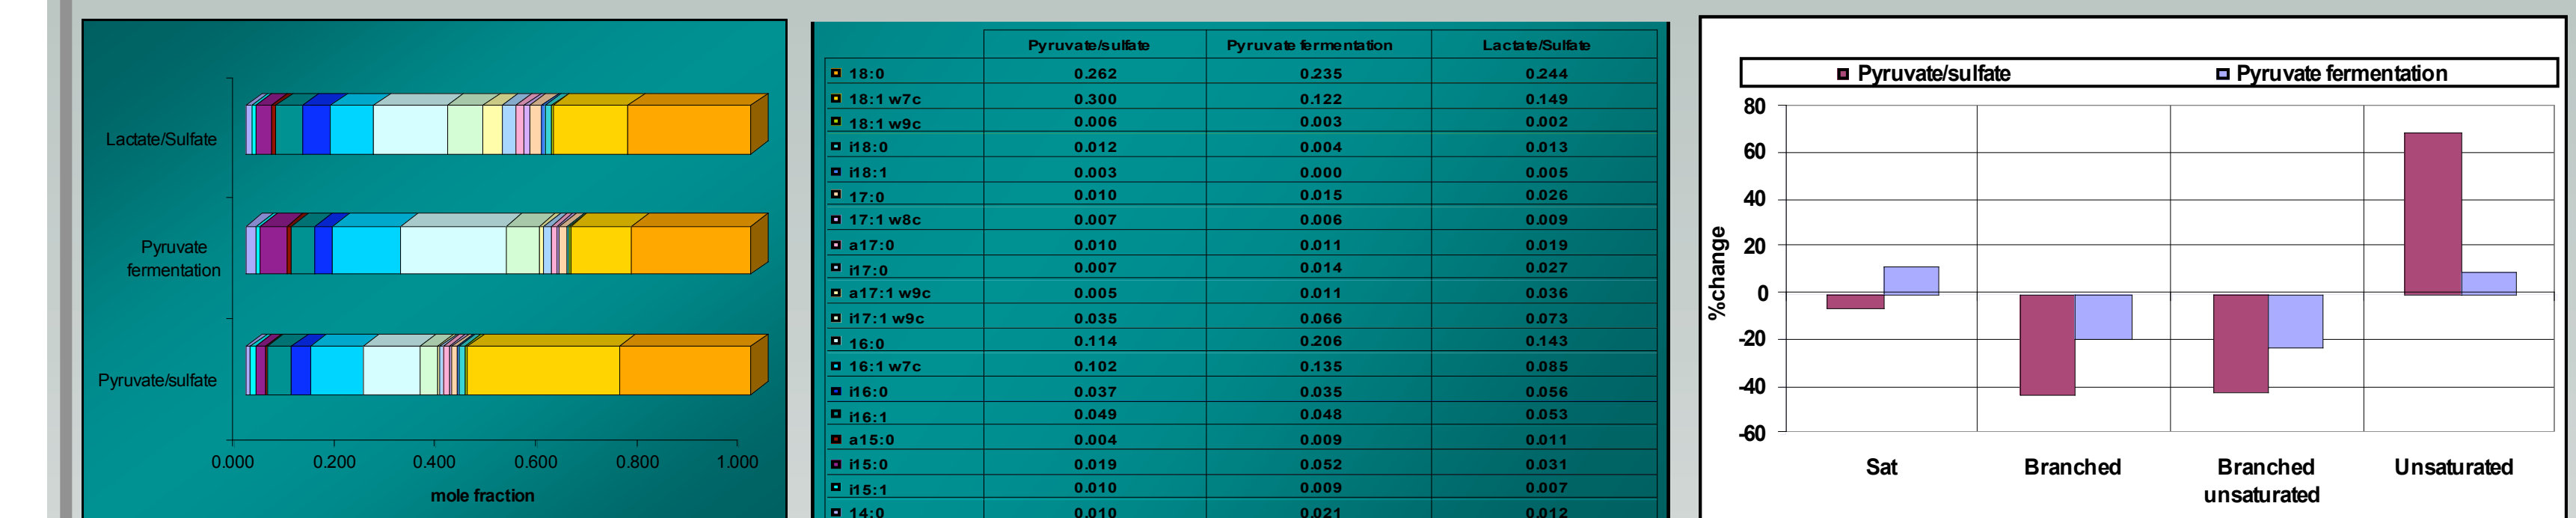 Lactate/Sulfate
Pyruvate
fermentation
Pyruvate/sulfate
0.000 0.200 0.400 0.600 0.800 1.000
mole fraction
Pyruvate/sulfate Pyruvate fermentation Lactate/Sulfate
18:0 0.262 0.235 0.244
18:1 w7c 0.300 0.122 0.149
18:1 w9c 0.006 0.003 0.002
i18:0 0.012 0.004 0.013
i18:1 0.003 0.000 0.005
17:0 0.010 0.015 0.026
17:1 w8c 0.007 0.006 0.009
a17:0 0.010 0.011 0.019
i17:0 0.007 0.014 0.027
a17:1 w9c 0.005 0.011 0.036
i17:1 w9c 0.035 0.066 0.073
16:0 0.114 0.206 0.143
16:1 w7c 0.102 0.135 0.085
i16:0 0.037 0.035 0.056
i16:1 0.049 0.048 0.053
a15:0 0.004 0.009 0.011
i15:0 0.019 0.052 0.031
i15:1 0.010 0.009 0.007
14:0 0.010 0.021 0.012
Pyruvate/sulfate Pyruvate fermentation
80
60
40
20
0
-20
-40
-60
%change
Sat Branched Branched Unsaturated
unsaturated